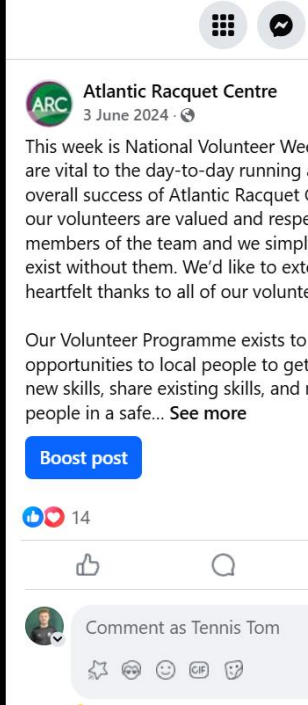 ARC
Atlantic Racquet Centre
3 June 2024 ·
This week is National Volunteer
are vital to the day-to-day running
overall success of Atlantic Racquet
our volunteers are valued and
members of the team and we
exist without them. We'd like to
heartfelt thanks to all of our
Our Volunteer Programme exists to
opportunities to local people to get
new skills, share existing skills, and
people in a safe... See more
Boost post
14
Comment as Tennis Tom
GIF